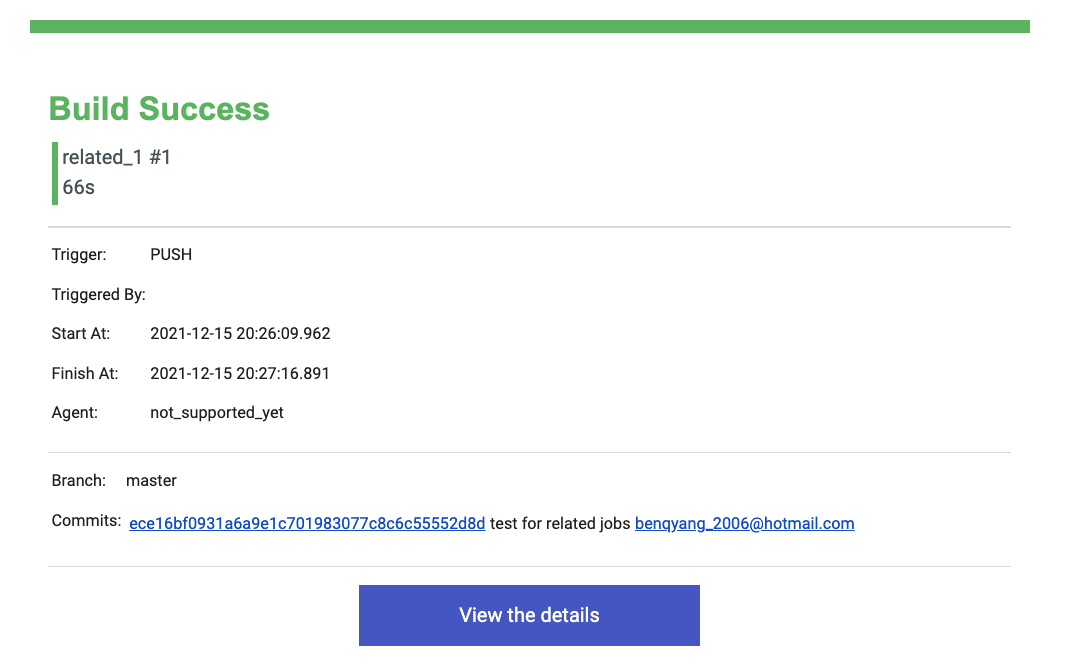 Build Success
related_1 #1
66s
Trigger: PUSH
Triggered By:
Start At: 2021-12-15 20:26:09.962
Finish At: 2021-12-15 20:27:16.891
Agent: not_supported_yet
Branch: master
Commits: ece16bf0931a6a9e1c701983077c8c6c55552d8d test for related jobs benqyang_2006@hotmail.com
View the details